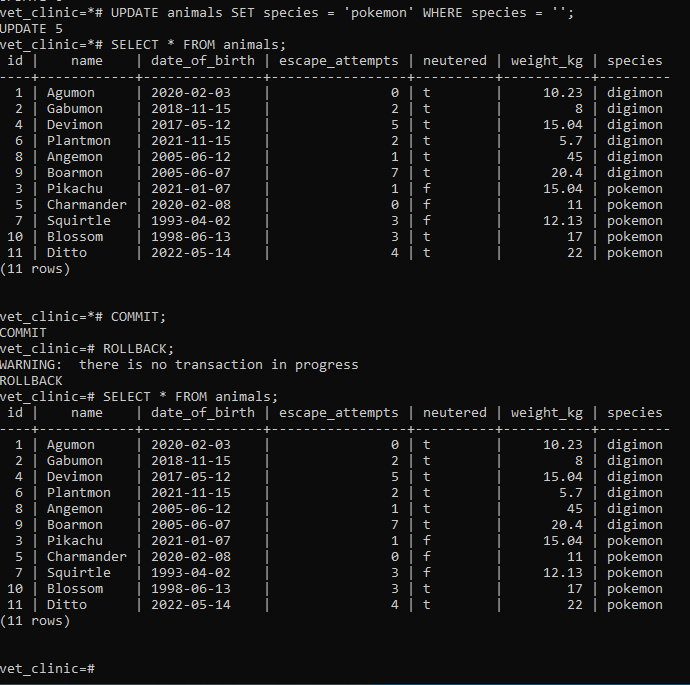 vet_clinic=*# UPDATE animals SET species = 'pokemon' WHERE species = '';
UPDATE 5
vet_clinic=*# SELECT * FROM animals;
 id |    name    | date_of_birth | escape_attempts | neutered | weight_kg | species
----+------------+---------------+-----------------+----------+-----------+---------
  1 | Agumon     | 2020-02-03    |               0 | t        |     10.23 | digimon
  2 | Gabumon    | 2018-11-15    |               2 | t        |         8 | digimon
  4 | Devimon    | 2017-05-12    |               5 | t        |     15.04 | digimon
  6 | Plantmon   | 2021-11-15    |               2 | t        |       5.7 | digimon
  8 | Angemon    | 2005-06-12    |               1 | t        |        45 | digimon
  9 | Boarmon    | 2005-06-07    |               7 | t        |      20.4 | digimon
  3 | Pikachu    | 2021-01-07    |               1 | f        |     15.04 | pokemon
  5 | Charmander | 2020-02-08    |               0 | f        |        11 | pokemon
  7 | Squirtle   | 1993-04-02    |               3 | f        |     12.13 | pokemon
 10 | Blossom    | 1998-06-13    |               3 | t        |        17 | pokemon
 11 | Ditto      | 2022-05-14    |               4 | t        |        22 | pokemon
(11 rows)
vet_clinic=*# COMMIT;
COMMIT
vet_clinic=# ROLLBACK;
WARNING:  there is no transaction in progress
ROLLBACK
vet_clinic=# SELECT * FROM animals;
 id |    name    | date_of_birth | escape_attempts | neutered | weight_kg | species
----+------------+---------------+-----------------+----------+-----------+---------
  1 | Agumon     | 2020-02-03    |               0 | t        |     10.23 | digimon
  2 | Gabumon    | 2018-11-15    |               2 | t        |         8 | digimon
  4 | Devimon    | 2017-05-12    |               5 | t        |     15.04 | digimon
  6 | Plantmon   | 2021-11-15    |               2 | t        |       5.7 | digimon
  8 | Angemon    | 2005-06-12    |               1 | t        |        45 | digimon
  9 | Boarmon    | 2005-06-07    |               7 | t        |      20.4 | digimon
  3 | Pikachu    | 2021-01-07    |               1 | f        |     15.04 | pokemon
  5 | Charmander | 2020-02-08    |               0 | f        |        11 | pokemon
  7 | Squirtle   | 1993-04-02    |               3 | f        |     12.13 | pokemon
 10 | Blossom    | 1998-06-13    |               3 | t        |        17 | pokemon
 11 | Ditto      | 2022-05-14    |               4 | t        |        22 | pokemon
(11 rows)
vet_clinic=#